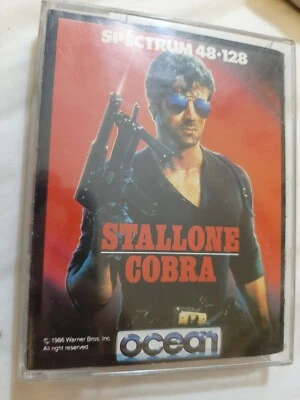 SPECTRUM 48•128
STALLONE
COBRA
© 1986 Warner Bros. Inc.
All right reserved
ocean